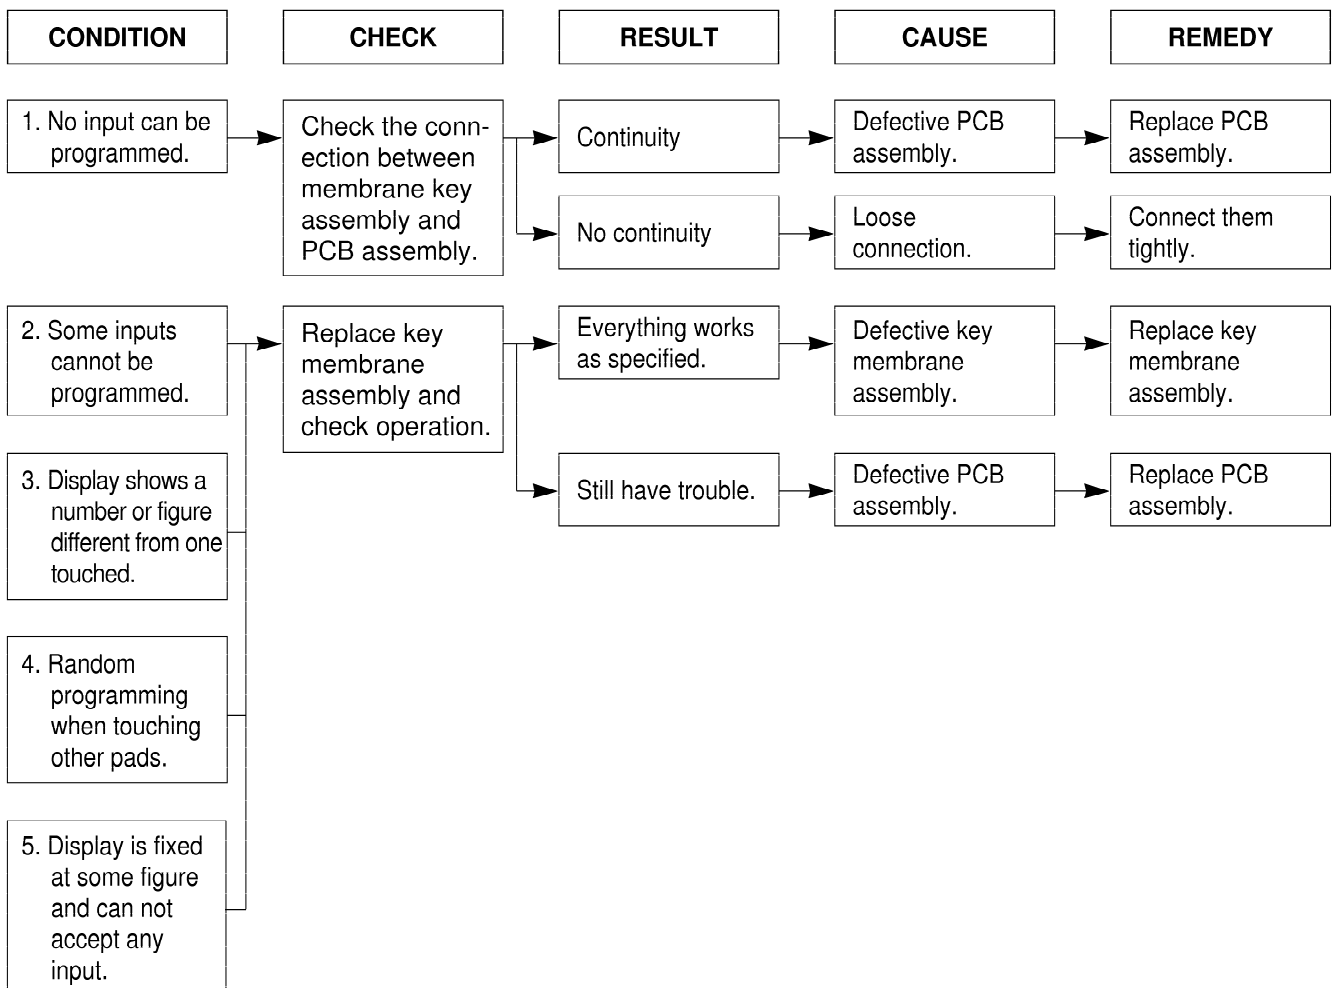 CONDITION
CHECK
RESULT
CAUSE
REMEDY
1. No input can be
programmed.
Check the conn-
ection between
membrane key
assembly and
PCB assembly.
Continuity
Defective PCB
assembly.
Replace PCB
assembly.
No continuity
Loose
connection.
Connect them
tightly.
2. Some inputs
cannot be
programmed.
Replace key
membrane
assembly and
check operation.
Everything works
as specified.
Defective key
membrane
assembly.
Replace key
membrane
assembly.
3. Display shows a
number or figure
different from one
touched.
Still have trouble.
Defective PCB
assembly.
Replace PCB
assembly.
4. Random
programming
when touching
other pads.
5. Display is fixed
at some figure
and can not
accept any
input.